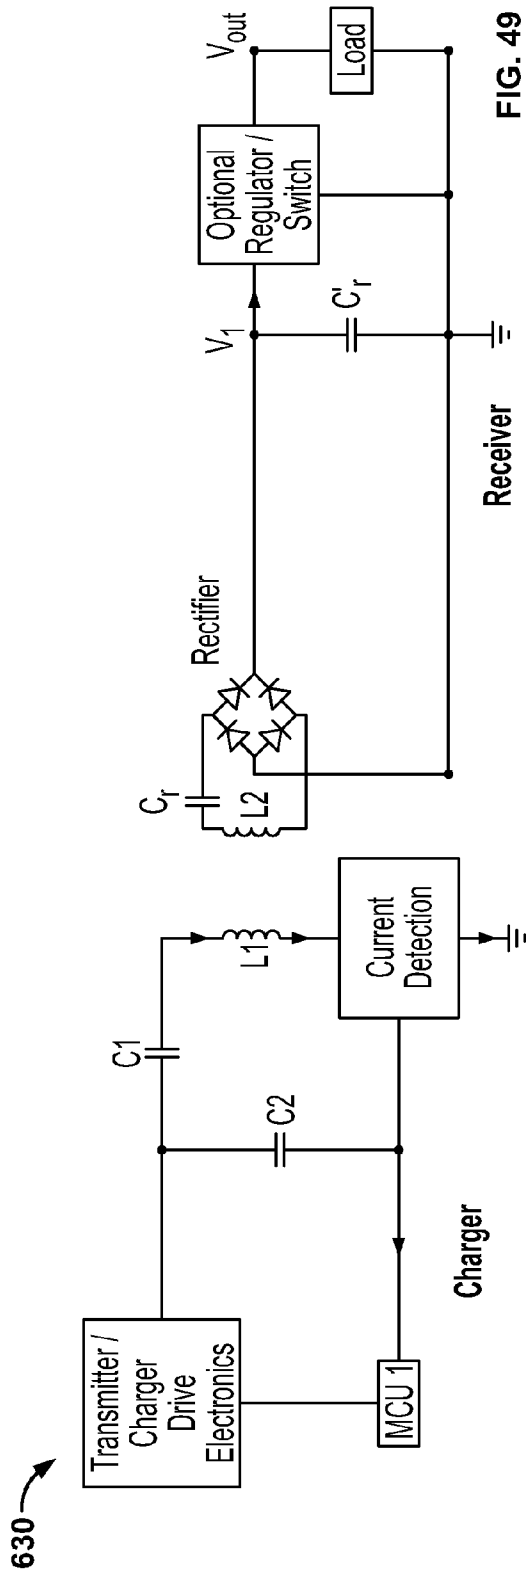 630
Transmitter /
Charger
Drive
Electronics
MCU 1
C1
C2
L1
Current
Detection
Charger
Cr
L2
Rectifier
V1
C'r
Optional
Regulator /
Switch
Vout
Load
Receiver
FIG. 49